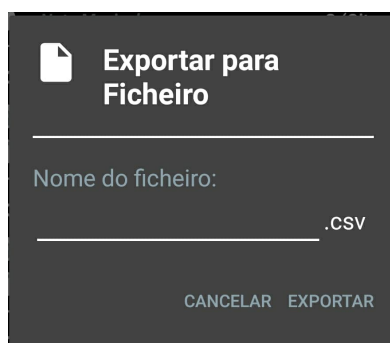 Exportar para
Ficheiro
Nome do ficheiro:
.csv
CANCELAR EXPORTAR